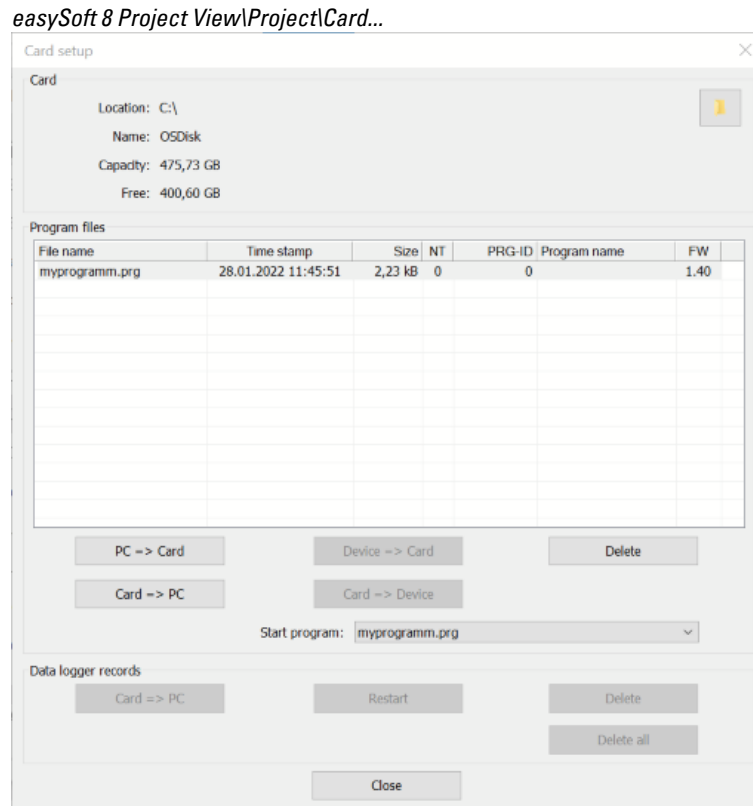 easySoft 8 Project View\Project\Card...
Card setup
Card
Location: C:\
Name: OSDisk
Capacity: 475,73 GB
Free: 400,60 GB
Program files
File name Time stamp Size NT PRG-ID Program name FW
myprogramm.prg 28.01.2022 11:45:51 2,23 kB 0 0 1.40
PC => Card Device => Card Delete
Card => PC Card => Device
Start program: myprogramm.prg
Data logger records
Card => PC Restart Delete
Delete all
Close